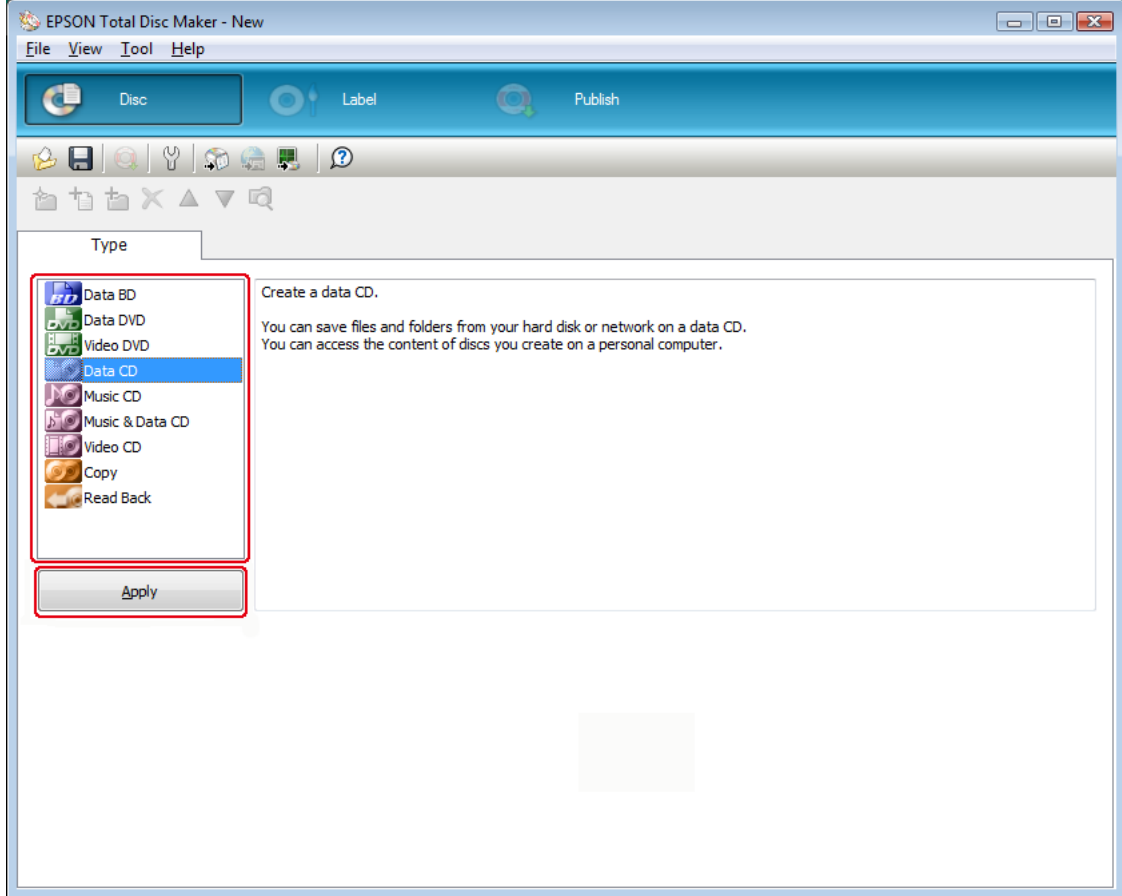 EPSON Total Disc Maker - New
File View Tool Help
Disc Label Publish
Type
Data BD
Data DVD
Video DVD
Data CD
Music CD
Music & Data CD
Video CD
Copy
Read Back
Apply
Create a data CD.
You can save files and folders from your hard disk or network on a data CD.
You can access the content of discs you create on a personal computer.
BD
DVD
DVD